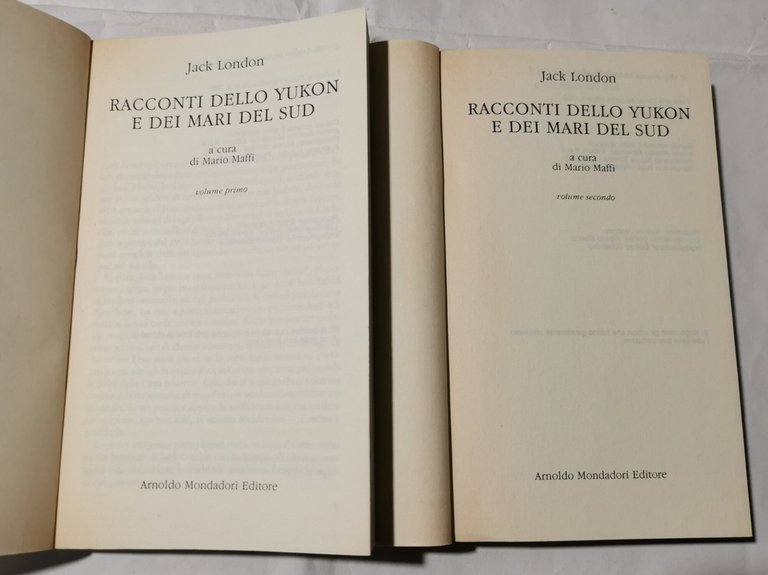 Jack London
RACCONTI DELLO YUKON
E DEI MARI DEL SUD
a cura
di Mario Maffi
volume primo
Arnoldo Mondadori Editore
Jack London
RACCONTI DELLO YUKON
E DEI MARI DEL SUD
a cura
di Mario Maffi
volume secondo
Arnoldo Mondadori Editore